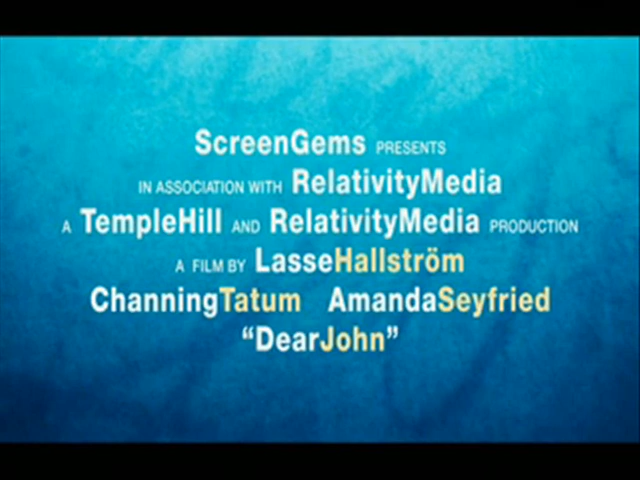 ScreenGems PRESENTS
IN ASSOCIATION WITH RelativityMedia
A TempleHill AND RelativityMedia PRODUCTION
A FILM BY LasseHallström
ChanningTatum AmandaSeyfried
“DearJohn”